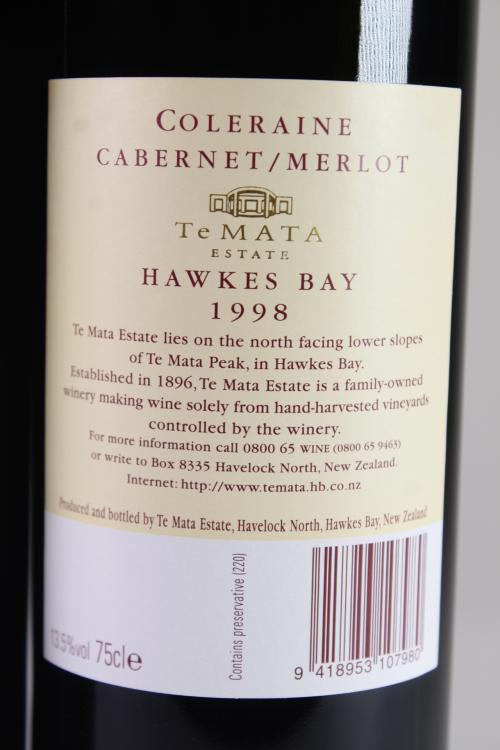 COLERAINE
CABERNET/MERLOT
TE MATA
ESTATE
HAWKES BAY
1998
Te Mata Estate lies on the north facing lower slopes
of Te Mata Peak, in Hawkes Bay.
Established in 1896, Te Mata Estate is a family-owned
winery making wine solely from hand-harvested vineyards
controlled by the winery.
For more information call 0800 65 WINE (0800 65 9463)
or write to Box 8335 Havelock North, New Zealand.
Internet: http://www.temata.hb.co.nz
Produced and bottled by Te Mata Estate, Havelock North, Hawkes Bay, New Zealand
13.5%vol 75cl e
Contains preservative (220)
9 418953 107980